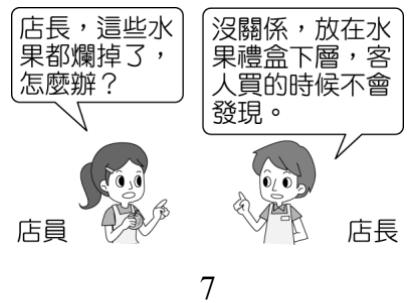 店長，這些水
果都爛掉了，
怎麼辦？
沒關係，放在水
果禮盒下層，客
人買的時候不會
發現。
店員
店長
7